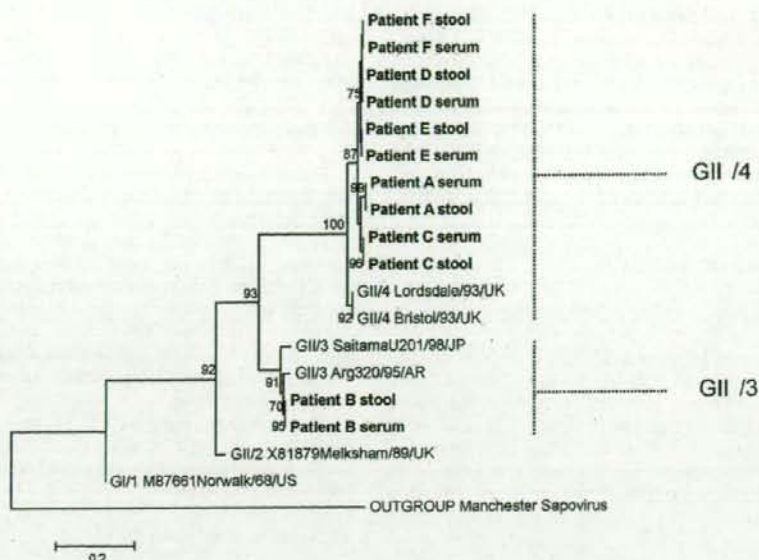 Patient F stool
Patient F serum
Patient D stool
75
Patient D serum
Patient E stool
87
Patient E serum
GII /4
Patient A serum
Patient A stool
100
Patient C serum
96
Patient C stool
93
GII/4 Lordsdale/93/UK
92
GII/4 Bristol/93/UK
GII/3 SaitamaU201/98/JP
92
GII/3 Arg320/95/AR
91
GII /3
Patient B stool
70
95
Patient B serum
GII/2 X81879Melksham/89/UK
GI/1 M87661Norwalk/68/US
OUTGROUP Manchester Sapovirus